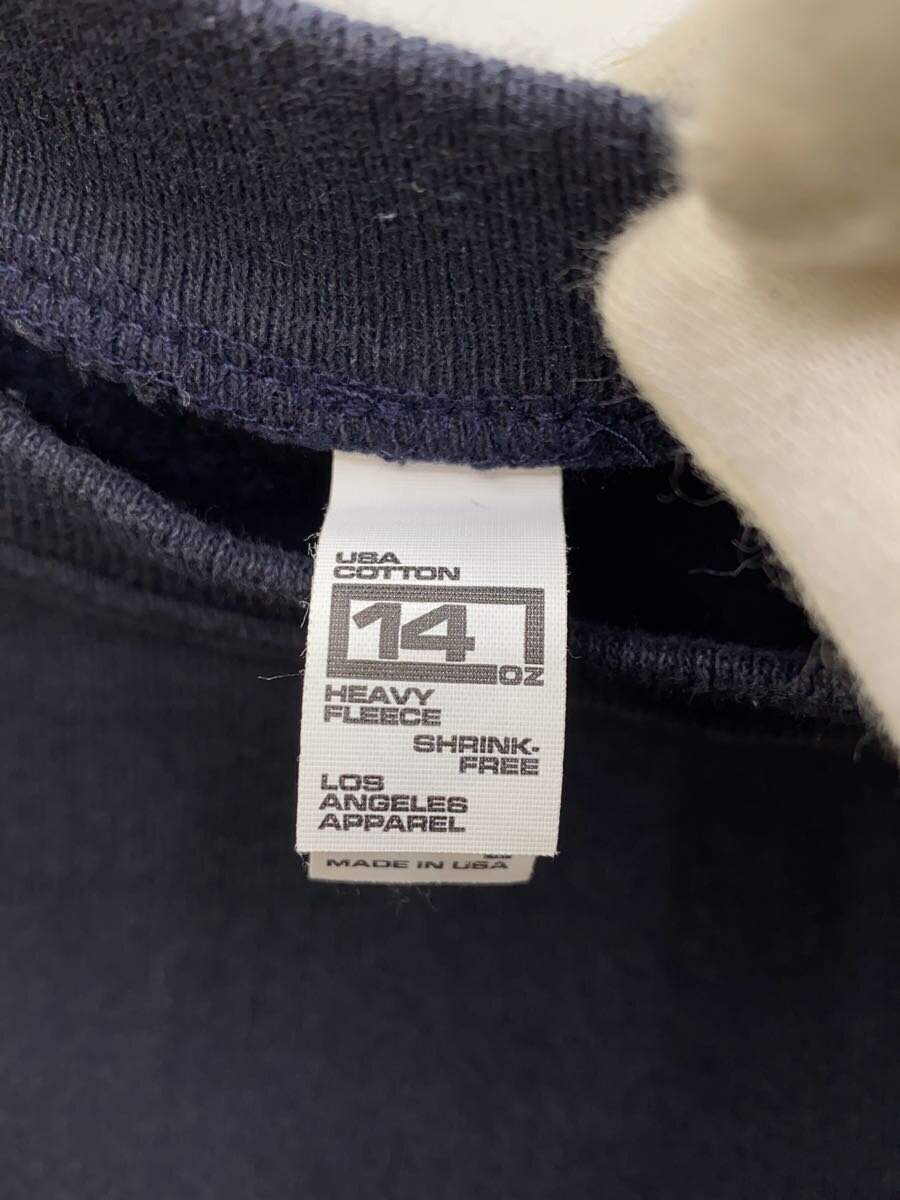 USA
COTTON
14
OZ
HEAVY
FLEECE
SHRINK-
FREE
LOS
ANGELES
APPAREL
MADE IN USA